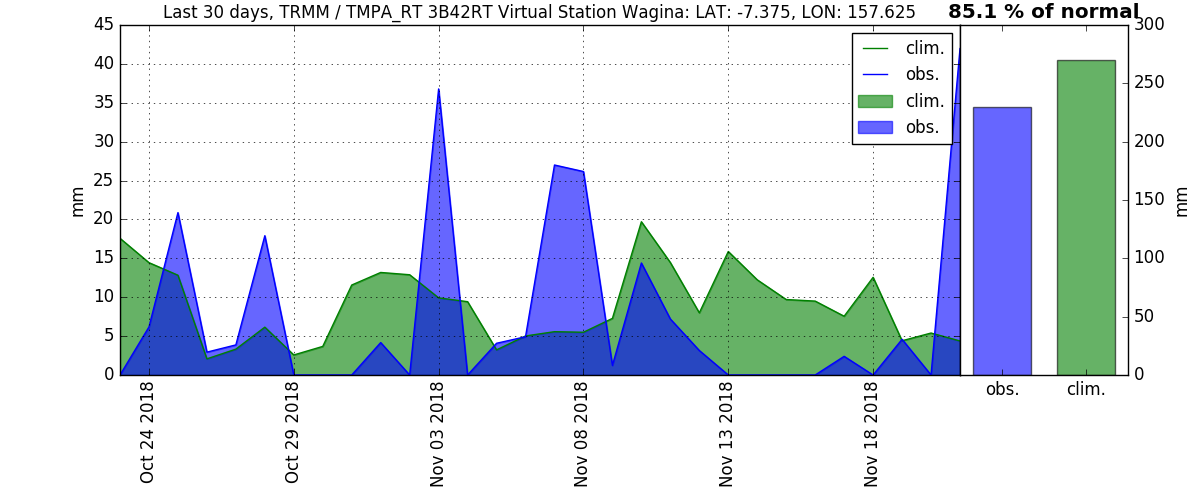 Last 30 days, TRMM / TMPA_RT 3B42RT Virtual Station Wagina: LAT: -7.375, LON: 157.625
85.1 % of normal
45
40
35
30
25
20
15
10
5
0
mm
clim.
obs.
clim.
obs.
300
250
200
150
100
50
0
mm
Oct 24 2018
Oct 29 2018
Nov 03 2018
Nov 08 2018
Nov 13 2018
Nov 18 2018
obs.
clim.